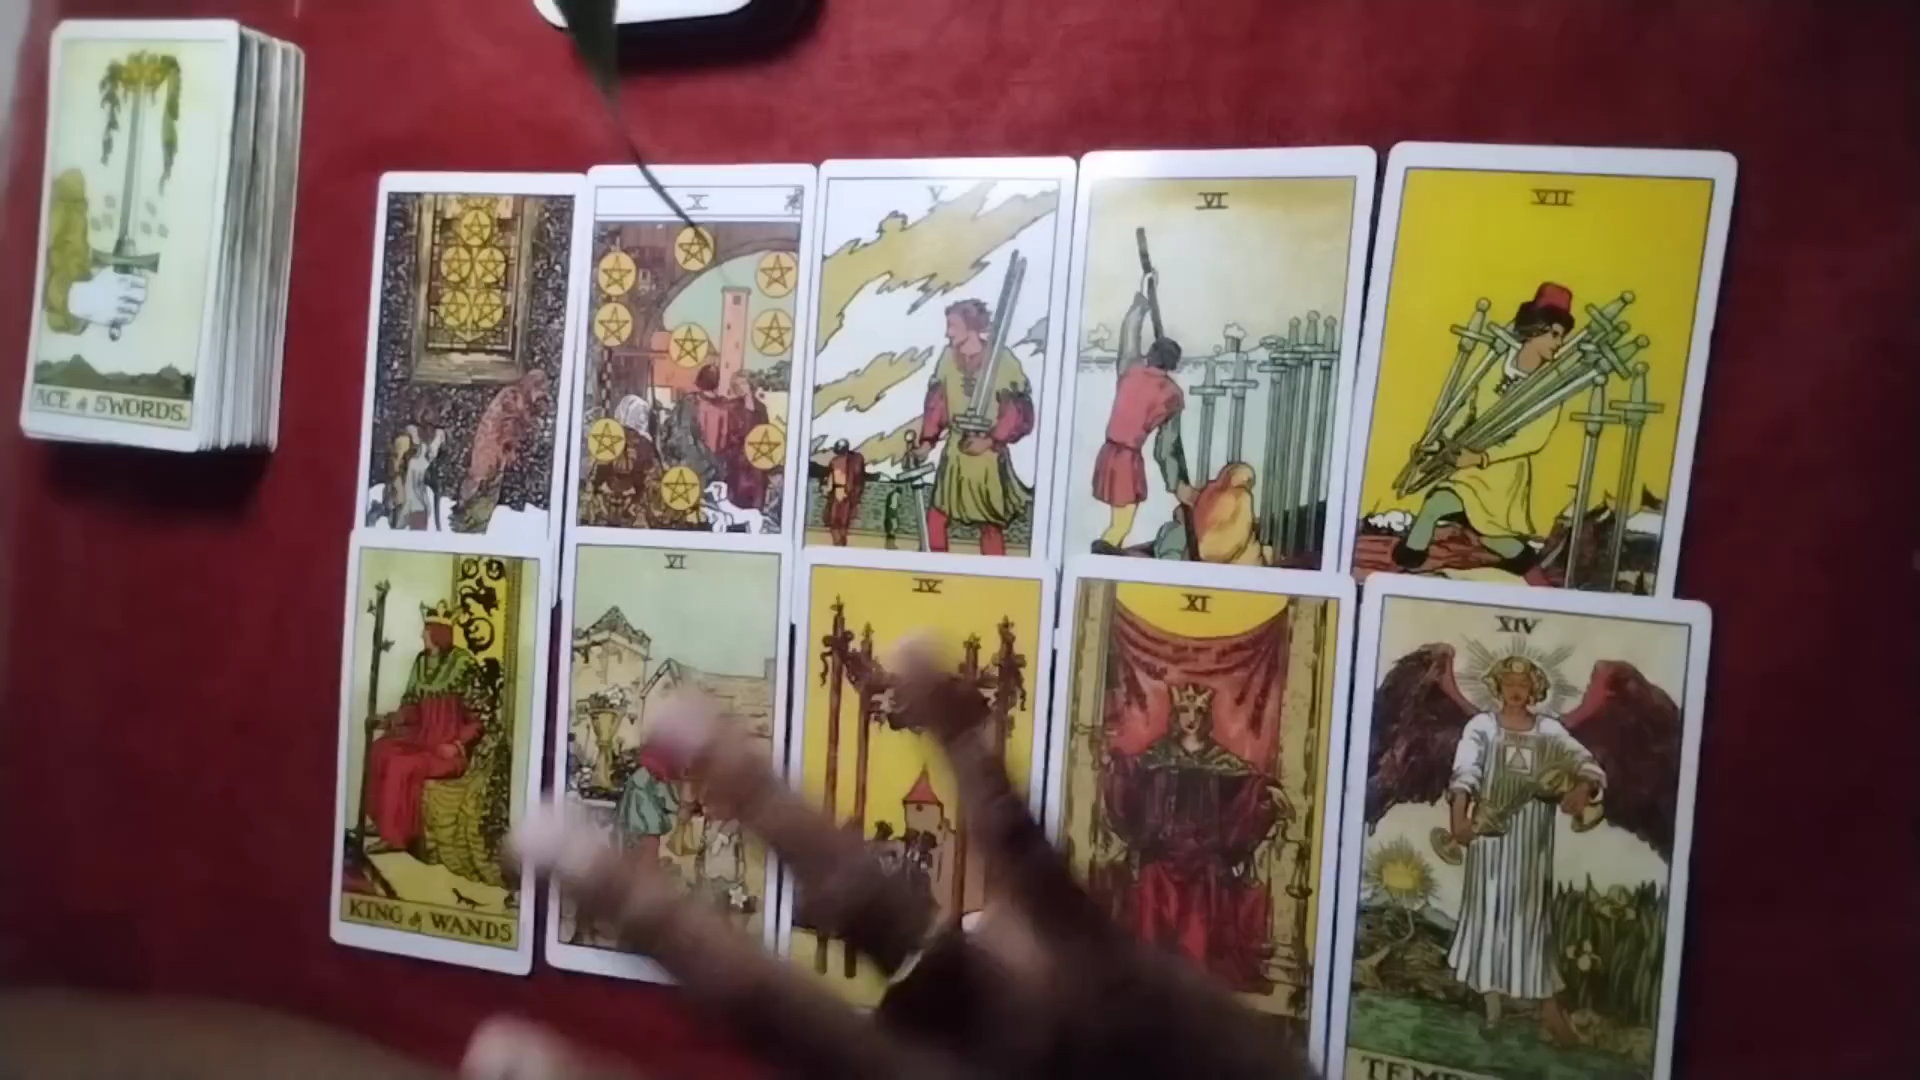 ACE of SWORDS.
X
V
VI
VII
KING of WANDS
VI
IV
XI
XIV